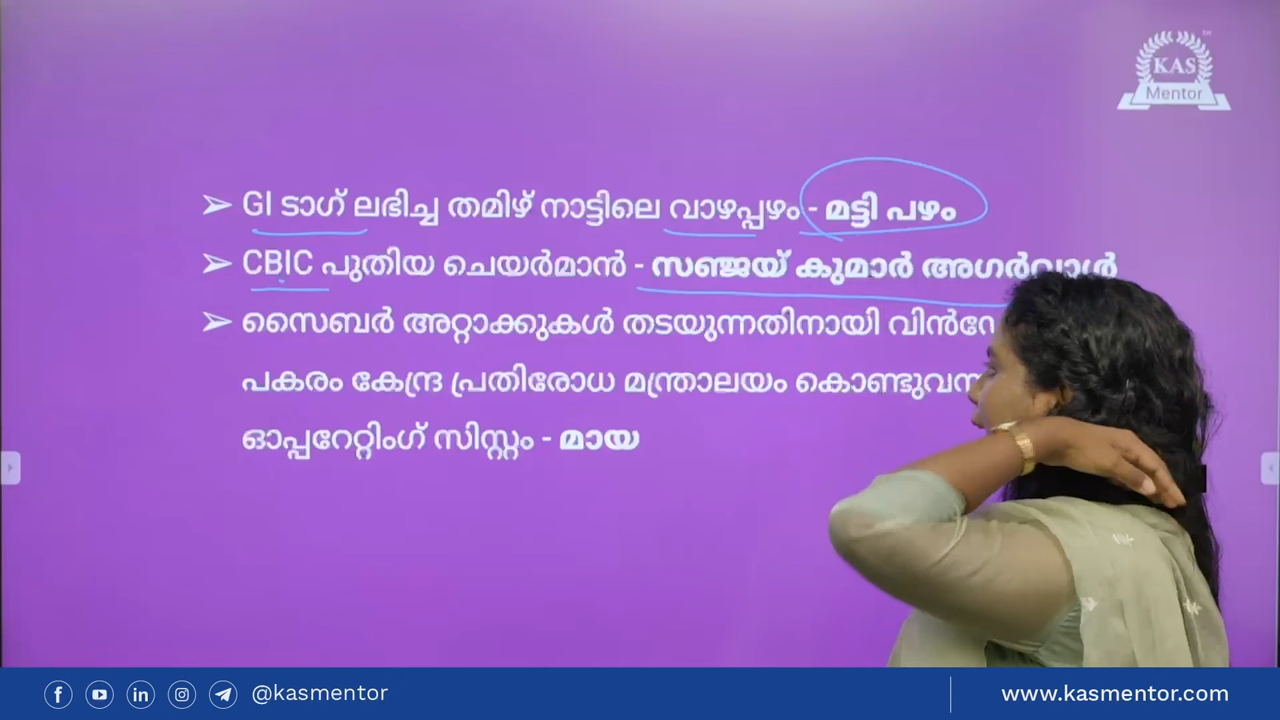 KAS
Mentor
➢ GI ടാഗ് ലഭിച്ച തമിഴ് നാട്ടിലെ വാഴപ്പഴം - മട്ടി പഴം
➢ CBIC പുതിയ ചെയർമാൻ - സഞ്ജയ് കുമാർ അഗർവാൾ
➢ സൈബർ അറ്റാക്കുകൾ തടയുന്നതിനായി
പകരം കേന്ദ്ര പ്രതിരോധ മന്ത്രാലയം
ഓപ്പറേറ്റിംഗ് സിസ്റ്റം - മായ
@kasmentor
www.kasmentor.com